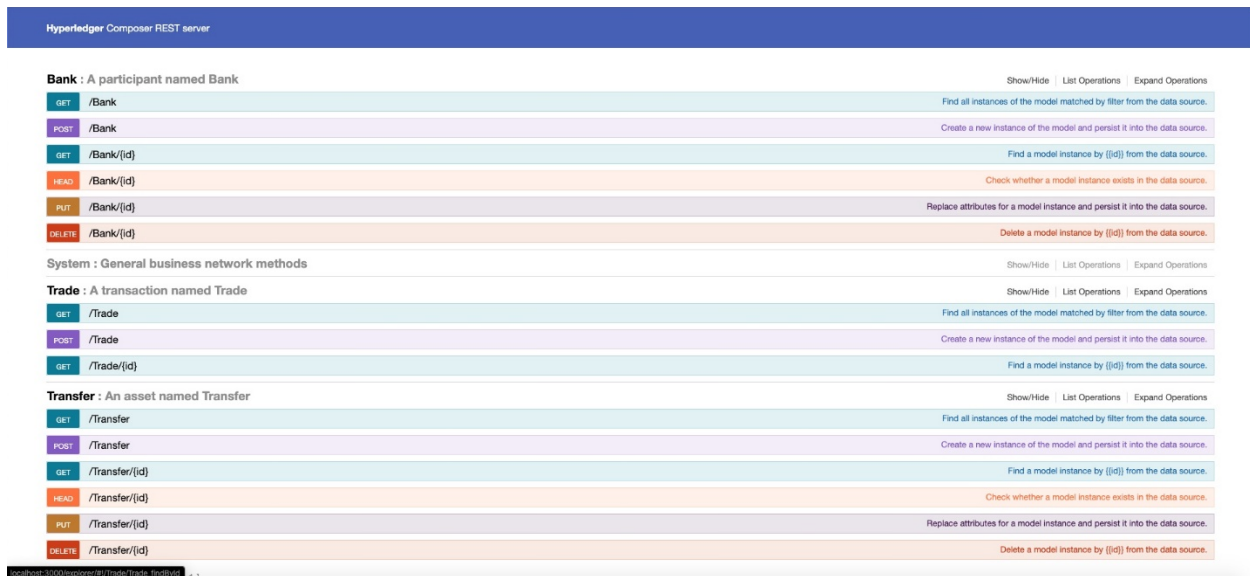 Hyperledger Composer REST server
Bank : A participant named Bank Show/Hide List Operations Expand Operations
GET /Bank Find all instances of the model matched by filter from the data source.
POST /Bank Create a new instance of the model and persist it into the data source.
GET /Bank/{id} Find a model instance by {{id}} from the data source.
HEAD /Bank/{id} Check whether a model instance exists in the data source.
PUT /Bank/{id} Replace attributes for a model instance and persist it into the data source.
DELETE /Bank/{id} Delete a model instance by {{id}} from the data source.
System : General business network methods Show/Hide List Operations Expand Operations
Trade : A transaction named Trade Show/Hide List Operations Expand Operations
GET /Trade Find all instances of the model matched by filter from the data source.
POST /Trade Create a new instance of the model and persist it into the data source.
GET /Trade/{id} Find a model instance by {{id}} from the data source.
Transfer : An asset named Transfer Show/Hide List Operations Expand Operations
GET /Transfer Find all instances of the model matched by filter from the data source.
POST /Transfer Create a new instance of the model and persist it into the data source.
GET /Transfer/{id} Find a model instance by {{id}} from the data source.
HEAD /Transfer/{id} Check whether a model instance exists in the data source.
PUT /Transfer/{id} Replace attributes for a model instance and persist it into the data source.
DELETE /Transfer/{id} Delete a model instance by {{id}} from the data source.
localhost:3000/explorer/#!/Trade/Trade_findById